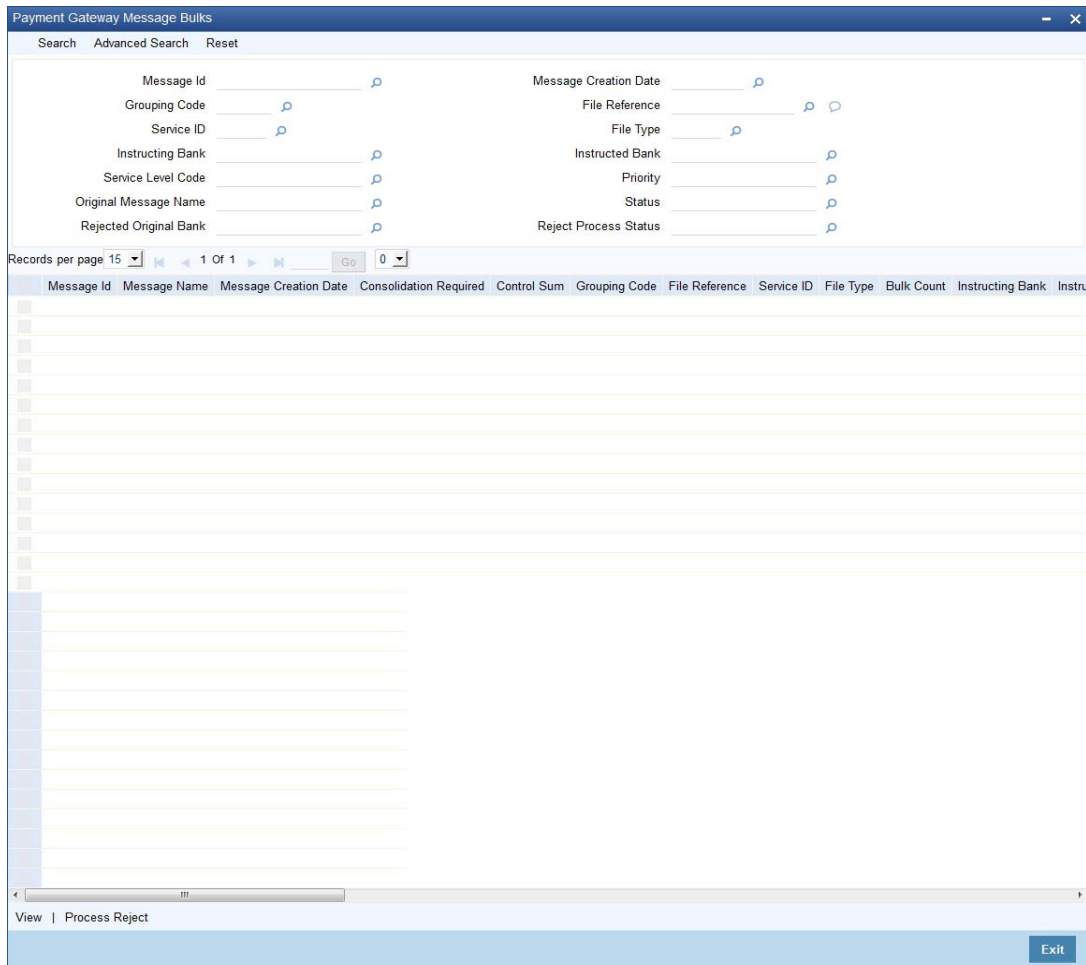 Payment Gateway Message Bulks
Search Advanced Search Reset
Message Id Message Creation Date
Grouping Code File Reference
Service ID File Type
Instructing Bank Instructed Bank
Service Level Code Priority
Original Message Name Status
Rejected Original Bank Reject Process Status
Records per page 15 1 Of 1 Go 0
Message Id Message Name Message Creation Date Consolidation Required Control Sum Grouping Code File Reference Service ID File Type Bulk Count Instructing Bank Instru
View | Process Reject
Exit